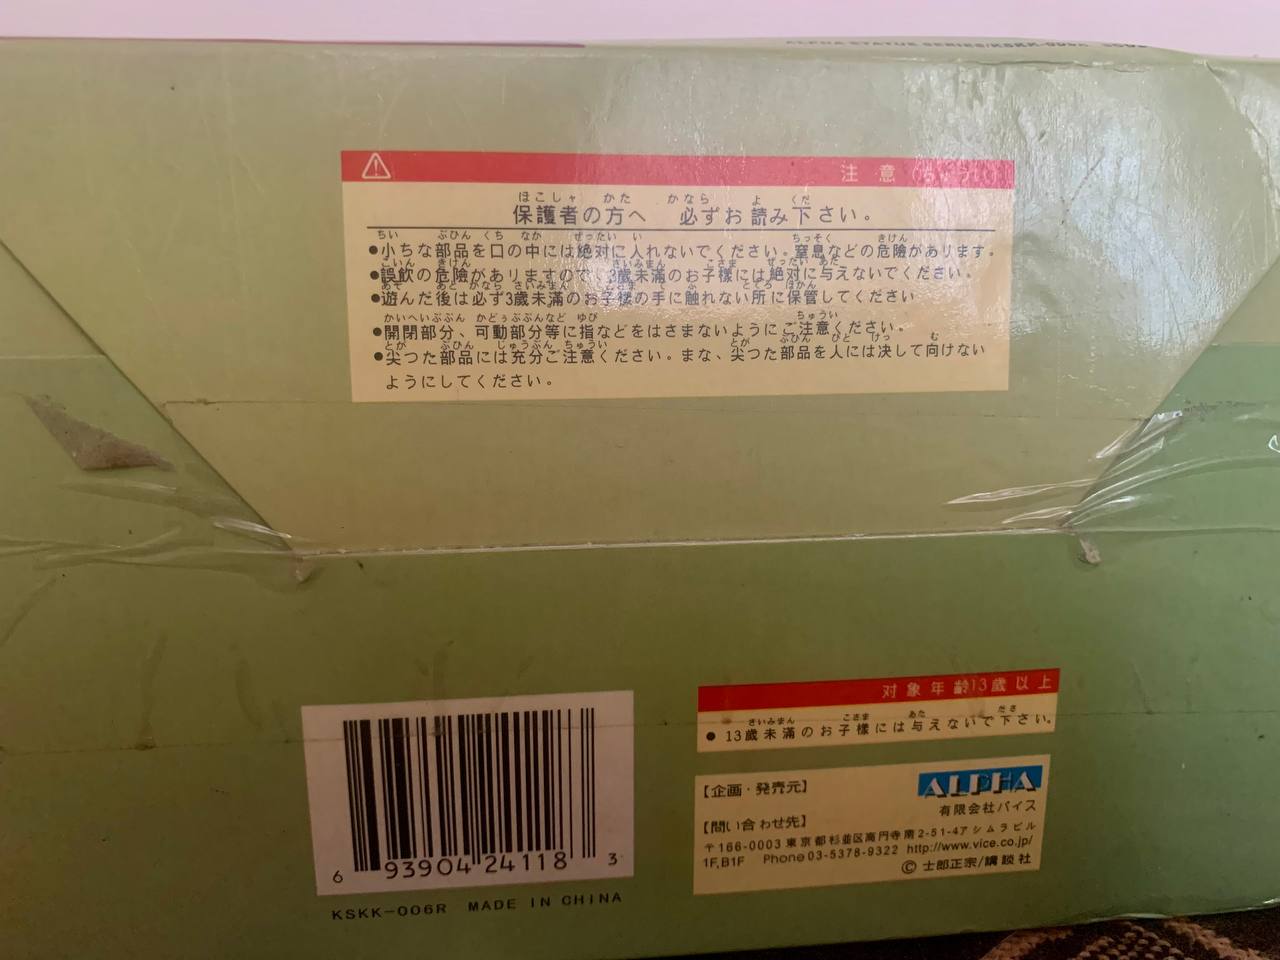 ALPHA STATUE SERIES/KSKK-006R
注意
保護者の方へ 必ずお読み下さい。
●小ちな部品を口の中には絶対に入れないでください。窒息などの危険があります。
●誤飲の危険がありますので、3歳未満のお子様には絶対に与えないでください。
●遊んだ後は必ず3歳未満のお子様の手に触れない所に保管してください
●開閉部分、可動部分等に指などをはさまないようにご注意ください。
●尖つた部品には充分ご注意ください。まな、尖つた部品を人には決して向けない
ようにしてください。
対象年齢13歳以上
●13歳未満のお子様には与えないで下さい。
【企画・発売元】
ALPHA
有限会社バイス
【問い合わせ先】
〒166-0003 東京都杉並区高円寺南2-51-4アシムラビル
1F,B1F Phone 03-5378-9322 http://www.vice.co.jp/
© 士郎正宗/講談社
6 93904 24118 3
KSKK-006R MADE IN CHINA